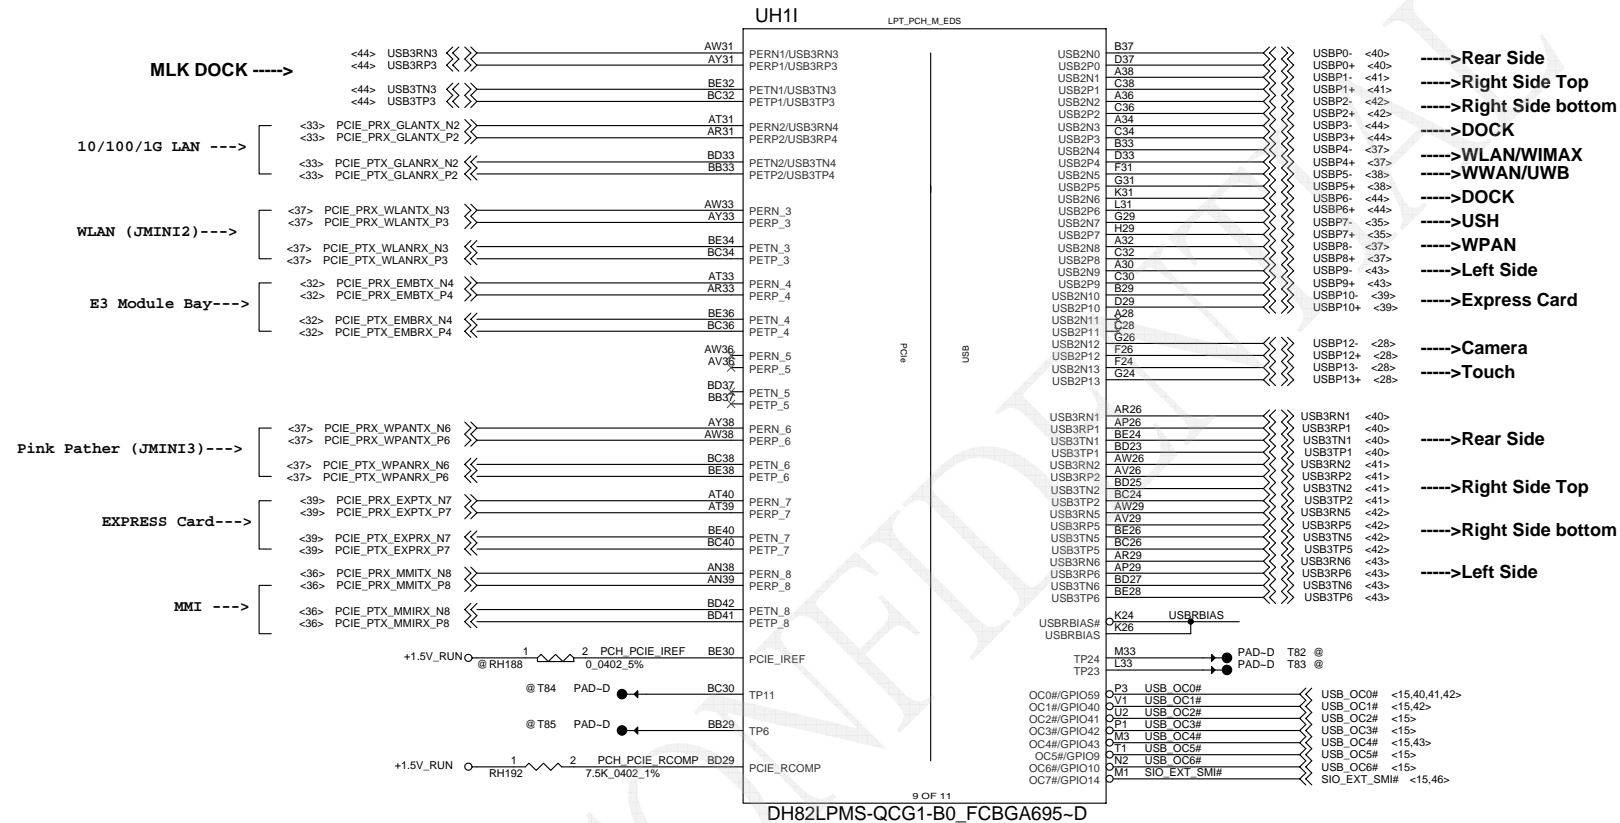 UH1I
LPT_PCH_M_EDS
MLK DOCK ----->
<44> USB3RN3 AW31 PERN1/USB3RN3
<44> USB3RP3 AY31 PERP1/USB3RP3
<44> USB3TN3 BE32 PETN1/USB3TN3
<44> USB3TP3 BC32 PETP1/USB3TP3
10/100/1G LAN --->
<33> PCIE_PRX_GLANTX_N2 AT31 PERN2/USB3RN4
<33> PCIE_PRX_GLANTX_P2 AR31 PERP2/USB3RP4
<33> PCIE_PTX_GLANRX_N2 BD33 PETN2/USB3TN4
<33> PCIE_PTX_GLANRX_P2 BB33 PETP2/USB3TP4
WLAN (JMINI2)--->
<37> PCIE_PRX_WLANTX_N3 AW33 PERN_3
<37> PCIE_PRX_WLANTX_P3 AY33 PERP_3
<37> PCIE_PTX_WLANRX_N3 BE34 PETN_3
<37> PCIE_PTX_WLANRX_P3 BC34 PETP_3
E3 Module Bay--->
<32> PCIE_PRX_EMBTX_N4 AT33 PERN_4
<32> PCIE_PRX_EMBTX_P4 AR33 PERP_4
<32> PCIE_PTX_EMBRX_N4 BE36 PETN_4
<32> PCIE_PTX_EMBRX_P4 BC36 PETP_4
AW36 PERN_5
AV36 PERP_5
BD37 PETN_5
BB37 PETP_5
Pink Pather (JMINI3)--->
<37> PCIE_PRX_WPANTX_N6 AY38 PERN_6
<37> PCIE_PRX_WPANTX_P6 AW38 PERP_6
<37> PCIE_PTX_WPANRX_N6 BC38 PETN_6
<37> PCIE_PTX_WPANRX_P6 BE38 PETP_6
EXPRESS Card--->
<39> PCIE_PRX_EXPTX_N7 AT40 PERN_7
<39> PCIE_PRX_EXPTX_P7 AT39 PERP_7
<39> PCIE_PTX_EXPRX_N7 BE40 PETN_7
<39> PCIE_PTX_EXPRX_P7 BC40 PETP_7
MMI --->
<36> PCIE_PRX_MMITX_N8 AN38 PERN_8
<36> PCIE_PRX_MMITX_P8 AN39 PERP_8
<36> PCIE_PTX_MMIRX_N8 BD42 PETN_8
<36> PCIE_PTX_MMIRX_P8 BD41 PETP_8
+1.5V_RUN 1 2 PCH_PCIE_IREF BE30 PCIE_IREF
@ RH188 0_0402_5%
@ T84 PAD~D BC30 TP11
@ T85 PAD~D BB29 TP6
+1.5V_RUN 1 2 PCH_PCIE_RCOMP BD29 PCIE_RCOMP
RH192 7.5K_0402_1%
PCIe
USB
USB2N0 B37 USBP0- <40>
USB2P0 D37 USBP0+ <40>
----->Rear Side
USB2N1 A38 USBP1- <41>
USB2P1 C38 USBP1+ <41>
----->Right Side Top
USB2N2 A36 USBP2- <42>
USB2P2 C36 USBP2+ <42>
----->Right Side bottom
USB2N3 A34 USBP3- <44>
USB2P3 C34 USBP3+ <44>
----->DOCK
USB2N4 B33 USBP4- <37>
USB2P4 D33 USBP4+ <37>
----->WLAN/WIMAX
USB2N5 F31 USBP5- <38>
USB2P5 G31 USBP5+ <38>
----->WWAN/UWB
USB2N6 K31 USBP6- <44>
USB2P6 L31 USBP6+ <44>
----->DOCK
USB2N7 G29 USBP7- <35>
USB2P7 H29 USBP7+ <35>
----->USH
USB2N8 A32 USBP8- <37>
USB2P8 C32 USBP8+ <37>
----->WPAN
USB2N9 A30 USBP9- <43>
USB2P9 C30 USBP9+ <43>
----->Left Side
USB2N10 B29 USBP10- <39>
USB2P10 D29 USBP10+ <39>
----->Express Card
USB2N11 A28
USB2P11 C28
USB2N12 G26 USBP12- <28>
USB2P12 F26 USBP12+ <28>
----->Camera
USB2N13 F24 USBP13- <28>
USB2P13 G24 USBP13+ <28>
----->Touch
USB3RN1 AR26 USB3RN1 <40>
USB3RP1 AP26 USB3RP1 <40>
USB3TN1 BE24 USB3TN1 <40>
USB3TP1 BD23 USB3TP1 <40>
----->Rear Side
USB3RN2 AW26 USB3RN2 <41>
USB3RP2 AV26 USB3RP2 <41>
USB3TN2 BD25 USB3TN2 <41>
USB3TP2 BC24 USB3TP2 <41>
----->Right Side Top
USB3RN5 AW29 USB3RN5 <42>
USB3RP5 AV29 USB3RP5 <42>
USB3TN5 BE26 USB3TN5 <42>
USB3TP5 BC26 USB3TP5 <42>
----->Right Side bottom
USB3RN6 AR29 USB3RN6 <43>
USB3RP6 AP29 USB3RP6 <43>
USB3TN6 BD27 USB3TN6 <43>
USB3TP6 BE28 USB3TP6 <43>
----->Left Side
USBRBIAS# K24 USBRBIAS
USBRBIAS K26
TP24 M33 PAD~D T82 @
TP23 L33 PAD~D T83 @
OC0#/GPIO59 P3 USB_OC0# USB_OC0# <15,40,41,42>
OC1#/GPIO40 V1 USB_OC1# USB_OC1# <15,42>
OC2#/GPIO41 U2 USB_OC2# USB_OC2# <15>
OC3#/GPIO42 P1 USB_OC3# USB_OC3# <15>
OC4#/GPIO43 M3 USB_OC4# USB_OC4# <15,43>
OC5#/GPIO9 T1 USB_OC5# USB_OC5# <15>
OC6#/GPIO10 N2 USB_OC6# USB_OC6# <15>
OC7#/GPIO14 M1 SIO_EXT_SMI# SIO_EXT_SMI# <15,46>
9 OF 11
DH82LPMS-QCG1-B0_FCBGA695~D
CONFIDENTIAL